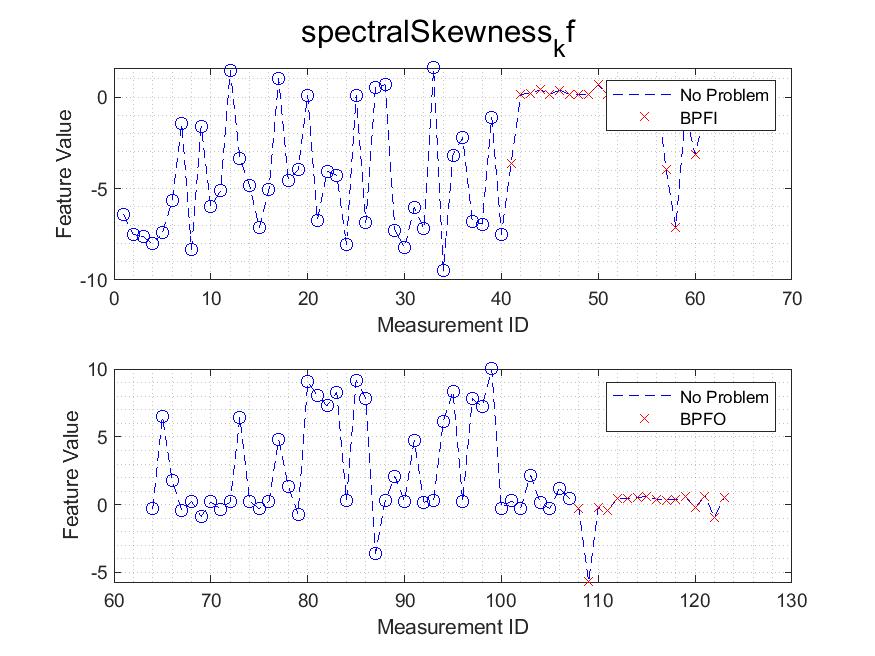 spectralSkewness_kf
0
-5
-10
Feature Value
No Problem
BPFI
0
10
20
30
40
50
60
70
Measurement ID
10
5
0
-5
Feature Value
No Problem
BPFO
60
70
80
90
100
110
120
130
Measurement ID